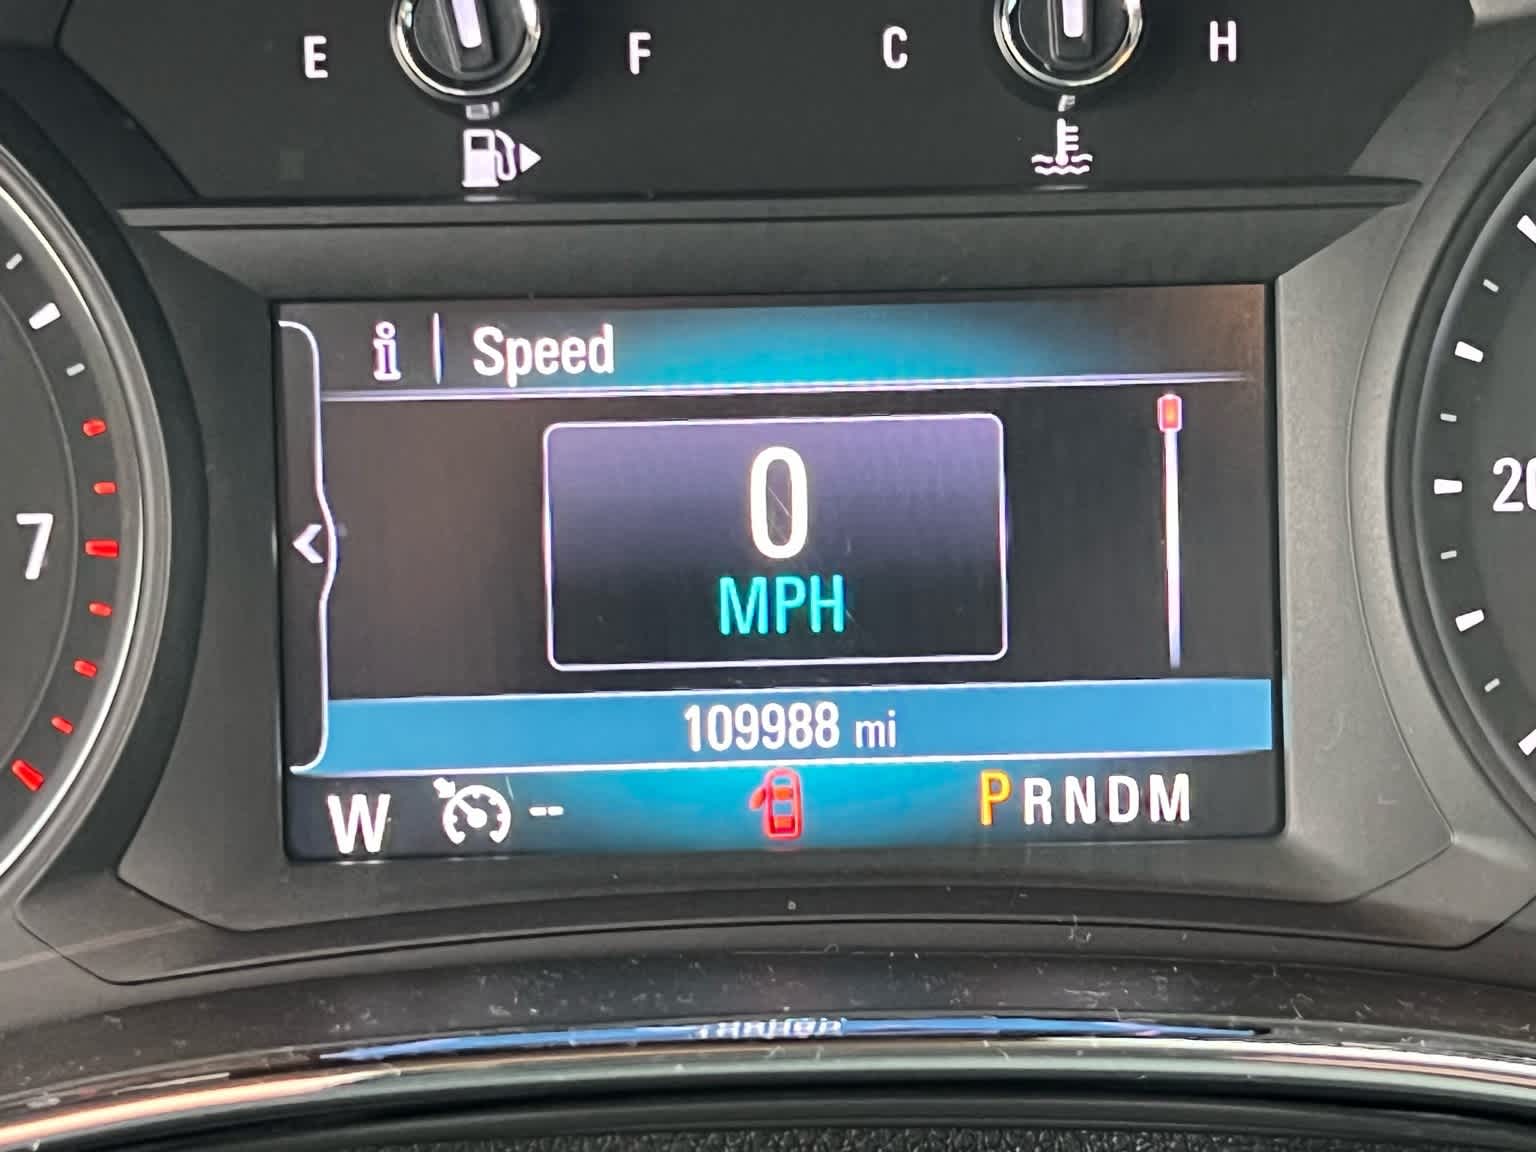 E F C H
i Speed
7
0
MPH
109988 mi
W -- PRNDM